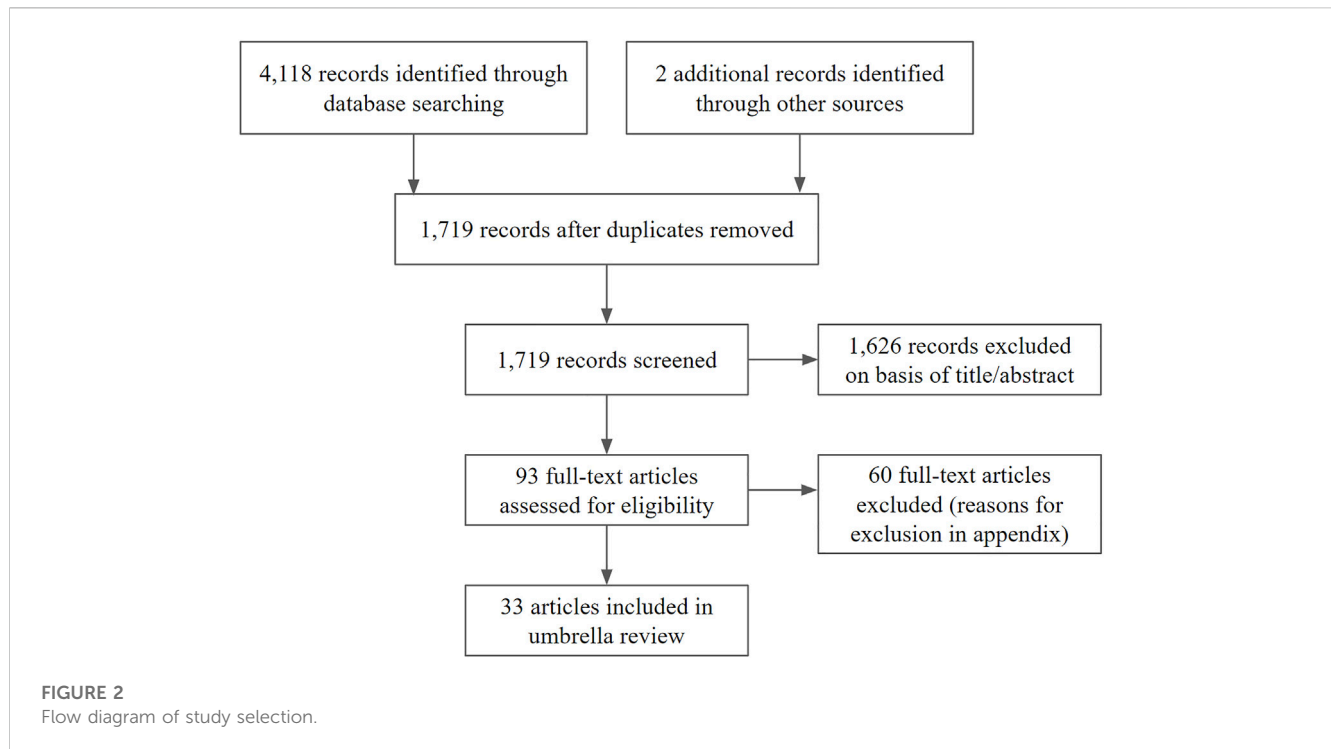 4,118 records identified through
database searching
2 additional records identified
through other sources
1,719 records after duplicates removed
1,719 records screened
1,626 records excluded
on basis of title/abstract
93 full-text articles
assessed for eligibility
60 full-text articles
excluded (reasons for
exclusion in appendix)
33 articles included in
umbrella review
FIGURE 2
Flow diagram of study selection.